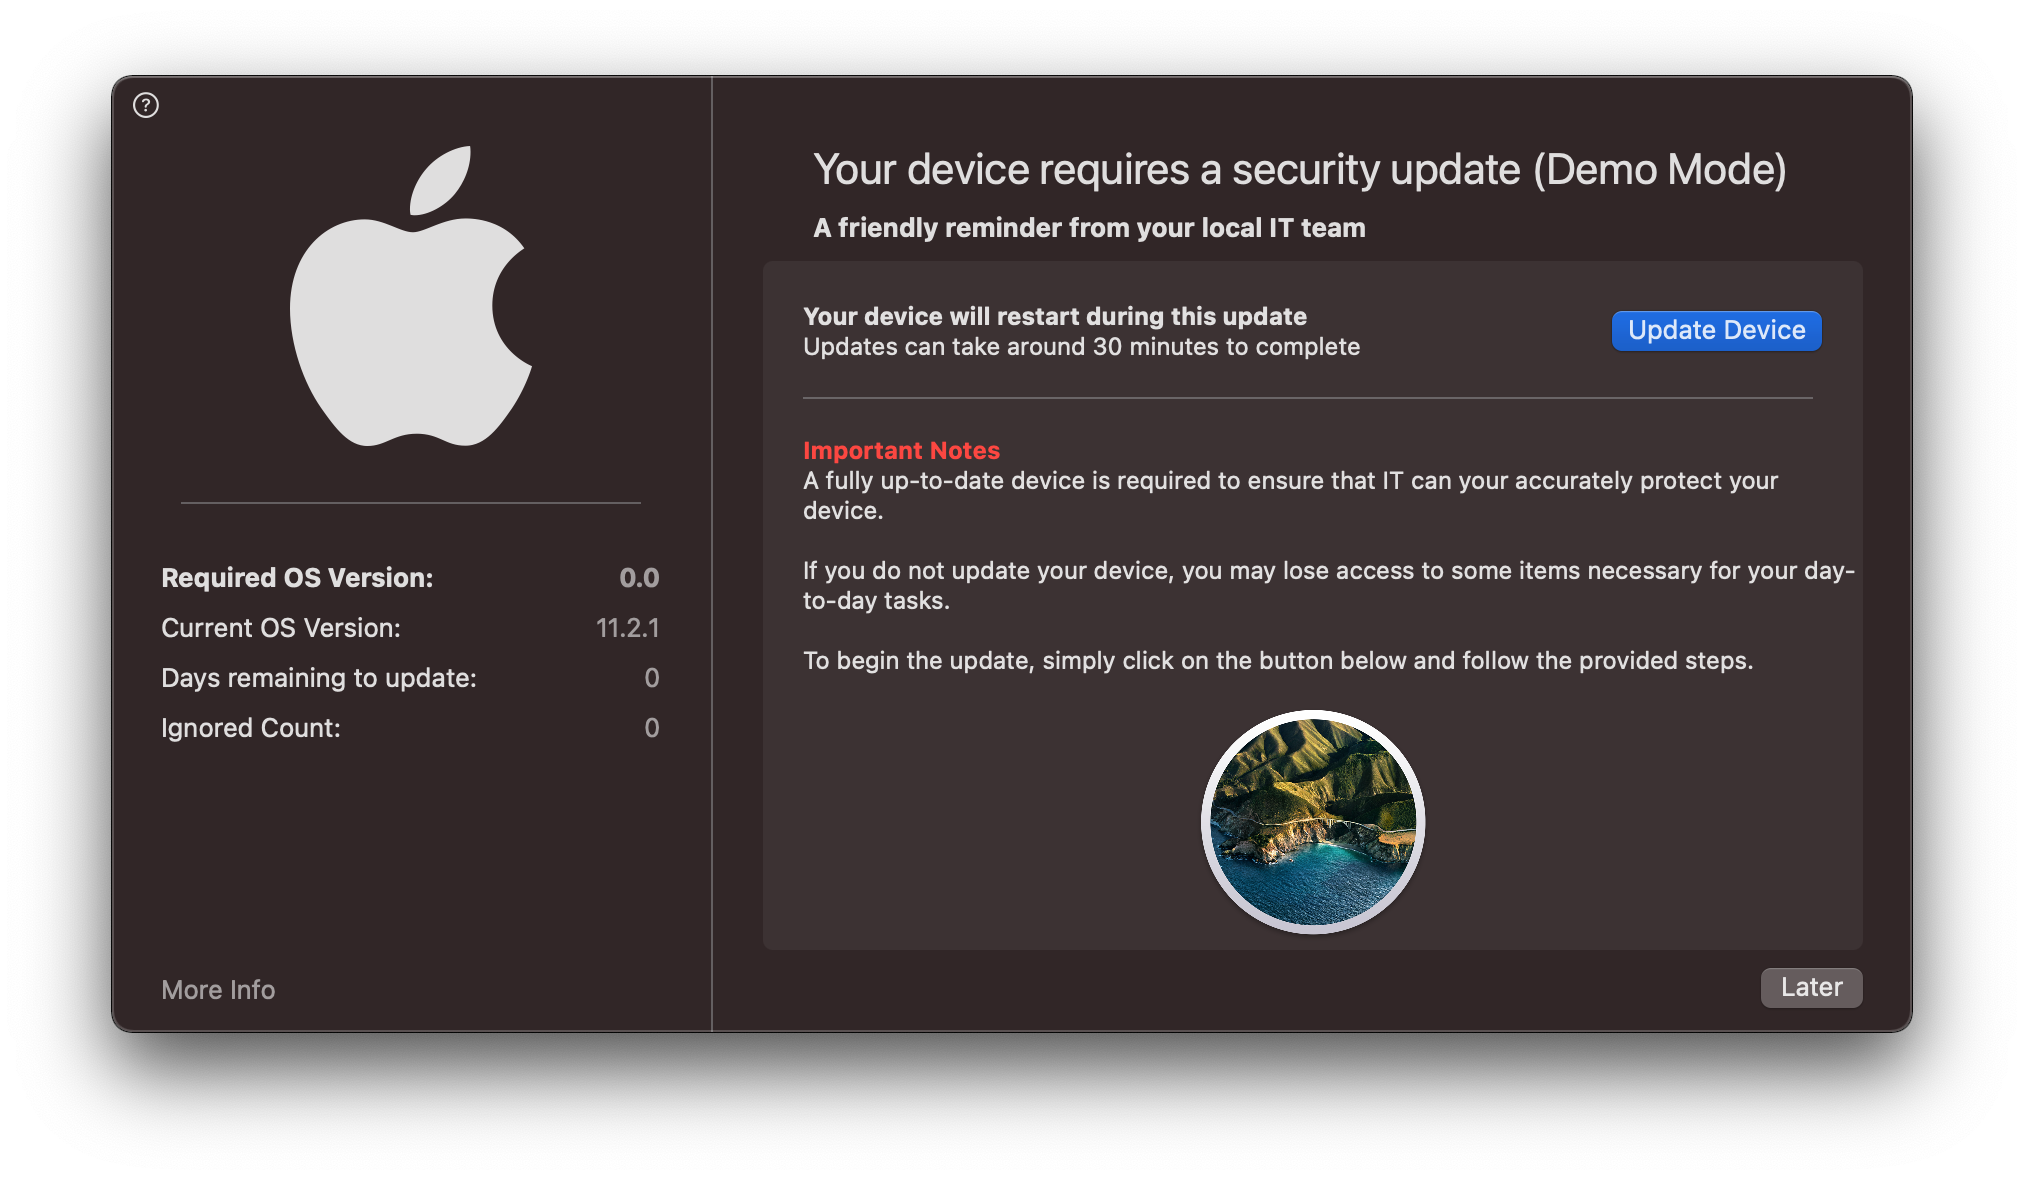 ?
Your device requires a security update (Demo Mode)
A friendly reminder from your local IT team
Your device will restart during this update
Updates can take around 30 minutes to complete
Update Device
Important Notes
A fully up-to-date device is required to ensure that IT can your accurately protect your
device.
If you do not update your device, you may lose access to some items necessary for your day-
to-day tasks.
To begin the update, simply click on the button below and follow the provided steps.
Required OS Version: 0.0
Current OS Version: 11.2.1
Days remaining to update: 0
Ignored Count: 0
More Info
Later